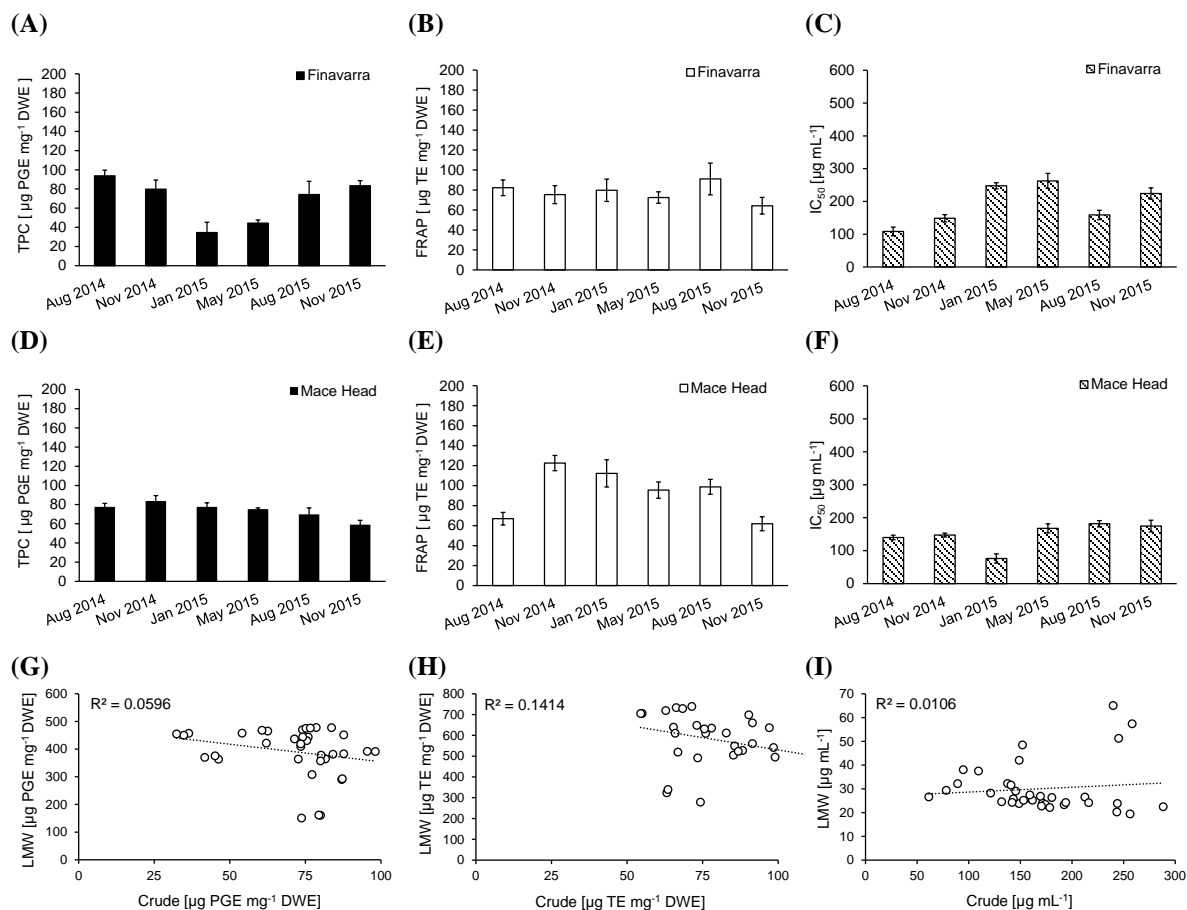 (A)
TPC [ µg PGE mg-1 DWE ]
200
180
160
140
120
100
80
60
40
20
0
Finavarra
Aug 2014
Nov 2014
Jan 2015
May 2015
Aug 2015
Nov 2015
(B)
FRAP [ µg TE mg-1 DWE ]
200
180
160
140
120
100
80
60
40
20
0
Finavarra
Aug 2014
Nov 2014
Jan 2015
May 2015
Aug 2015
Nov 2015
(C)
IC50 [µg mL-1]
600
500
400
300
200
100
0
Finavarra
Aug 2014
Nov 2014
Jan 2015
May 2015
Aug 2015
Nov 2015
(D)
TPC [ µg PGE mg-1 DWE ]
200
180
160
140
120
100
80
60
40
20
0
Mace Head
Aug 2014
Nov 2014
Jan 2015
May 2015
Aug 2015
Nov 2015
(E)
FRAP [ µg TE mg-1 DWE ]
200
180
160
140
120
100
80
60
40
20
0
Mace Head
Aug 2014
Nov 2014
Jan 2015
May 2015
Aug 2015
Nov 2015
(F)
IC50 [µg mL-1]
600
500
400
300
200
100
0
Mace Head
Aug 2014
Nov 2014
Jan 2015
May 2015
Aug 2015
Nov 2015
(G)
LMW [µg PGE mg-1 DWE]
600
500
400
300
200
100
0
R² = 0.0596
0 25 50 75 100
Crude [µg PGE mg-1 DWE]
(H)
LMW [µg TE mg-1 DWE]
800
700
600
500
400
300
200
100
0
R² = 0.1414
0 25 50 75 100
Crude [µg TE mg-1 DWE]
(I)
LMW [µg mL-1]
70
60
50
40
30
20
10
0
R² = 0.0106
0 50 100 150 200 250 300
Crude [µg mL-1]